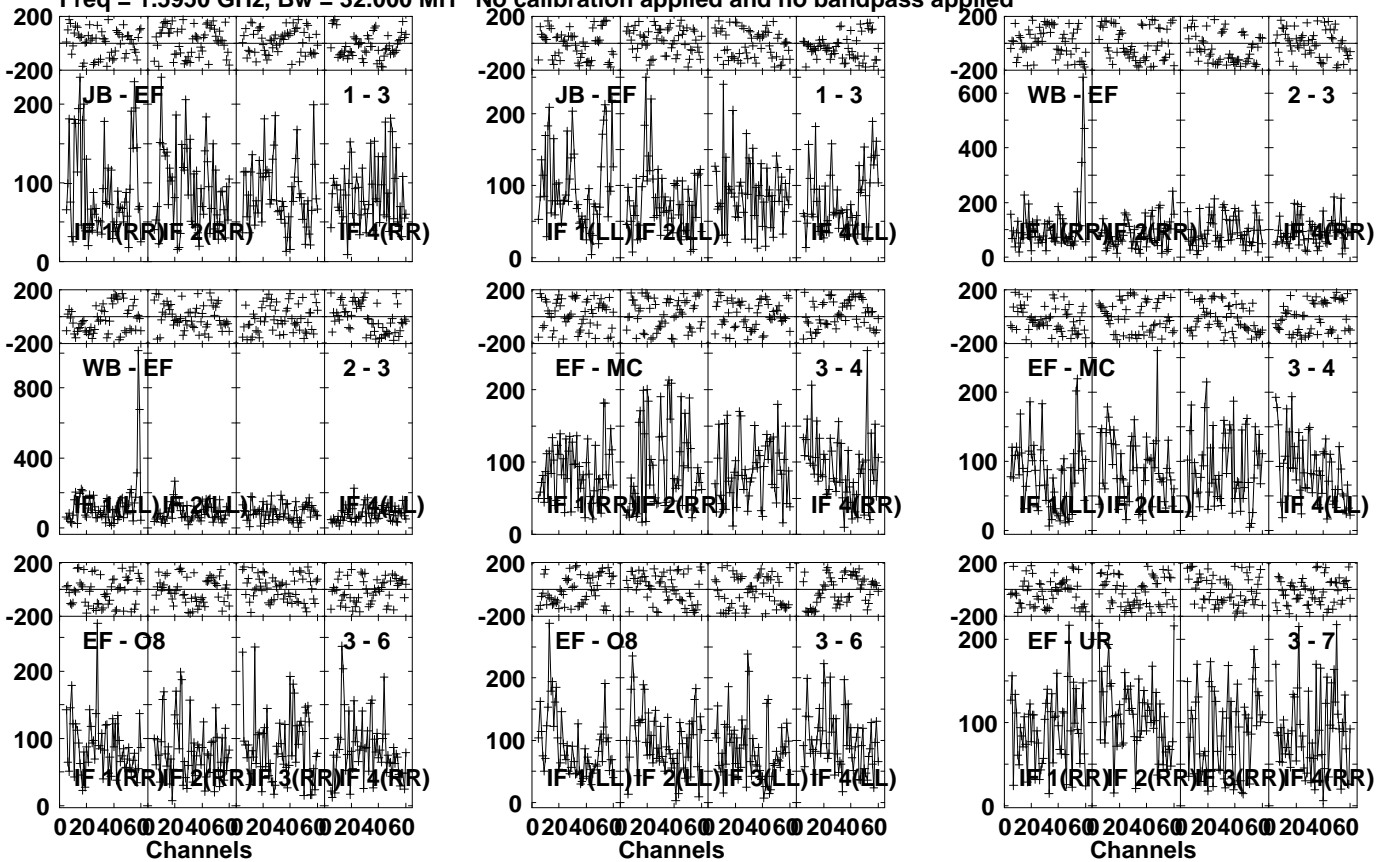 Freq = 1.5950 GHz, Bw = 32.000 MH No calibration applied and no bandpass applied
200
-200
JB - EF 1 - 3
200
100
0
IF 1(RR) IF 2(RR) IF 4(RR)
200
-200
JB - EF 1 - 3
200
100
0
IF 1(LL) IF 2(LL) IF 4(LL)
200
-200
WB - EF 2 - 3
600
400
200
0
IF 1(RR) IF 2(RR) IF 4(RR)
200
-200
WB - EF 2 - 3
800
400
0
IF 1(LL) IF 2(LL) IF 4(LL)
200
-200
EF - MC 3 - 4
200
100
0
IF 1(RR) IF 2(RR) IF 4(RR)
200
-200
EF - MC 3 - 4
200
100
0
IF 1(LL) IF 2(LL) IF 4(LL)
200
-200
EF - O8 3 - 6
200
100
0
IF 1(RR) IF 2(RR) IF 3(RR) IF 4(RR)
0 20 40 60 0 20 40 60 0 20 40 60 0 20 40 60
Channels
200
-200
EF - O8 3 - 6
200
100
0
IF 1(LL) IF 2(LL) IF 3(LL) IF 4(LL)
0 20 40 60 0 20 40 60 0 20 40 60 0 20 40 60
Channels
200
-200
EF - UR 3 - 7
200
100
0
IF 1(RR) IF 2(RR) IF 3(RR) IF 4(RR)
0 20 40 60 0 20 40 60 0 20 40 60 0 20 40 60
Channels